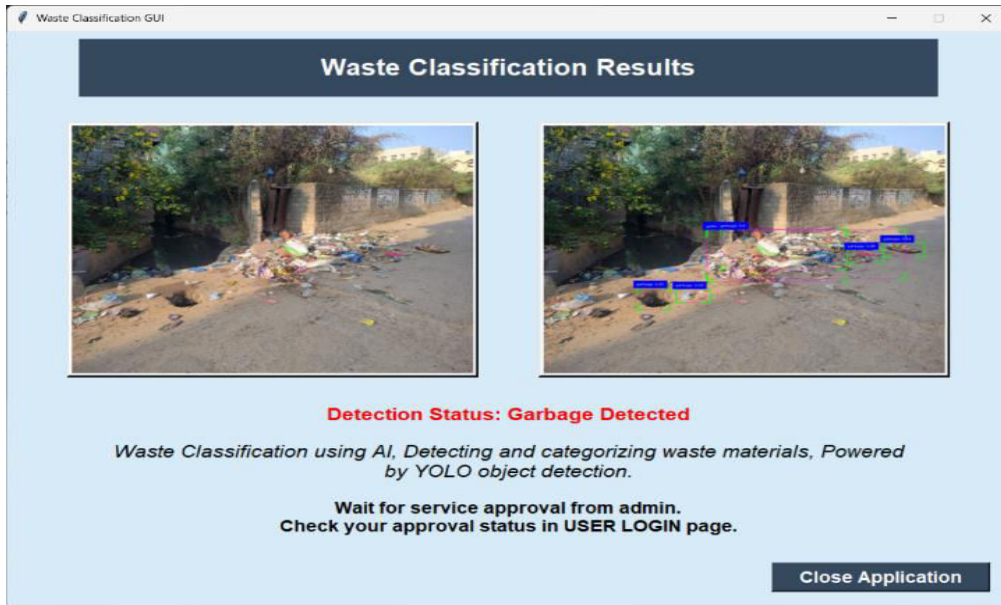 Waste Classification GUI
Waste Classification Results
Detection Status: Garbage Detected
Waste Classification using AI, Detecting and categorizing waste materials, Powered
by YOLO object detection.
Wait for service approval from admin.
Check your approval status in USER LOGIN page.
Close Application